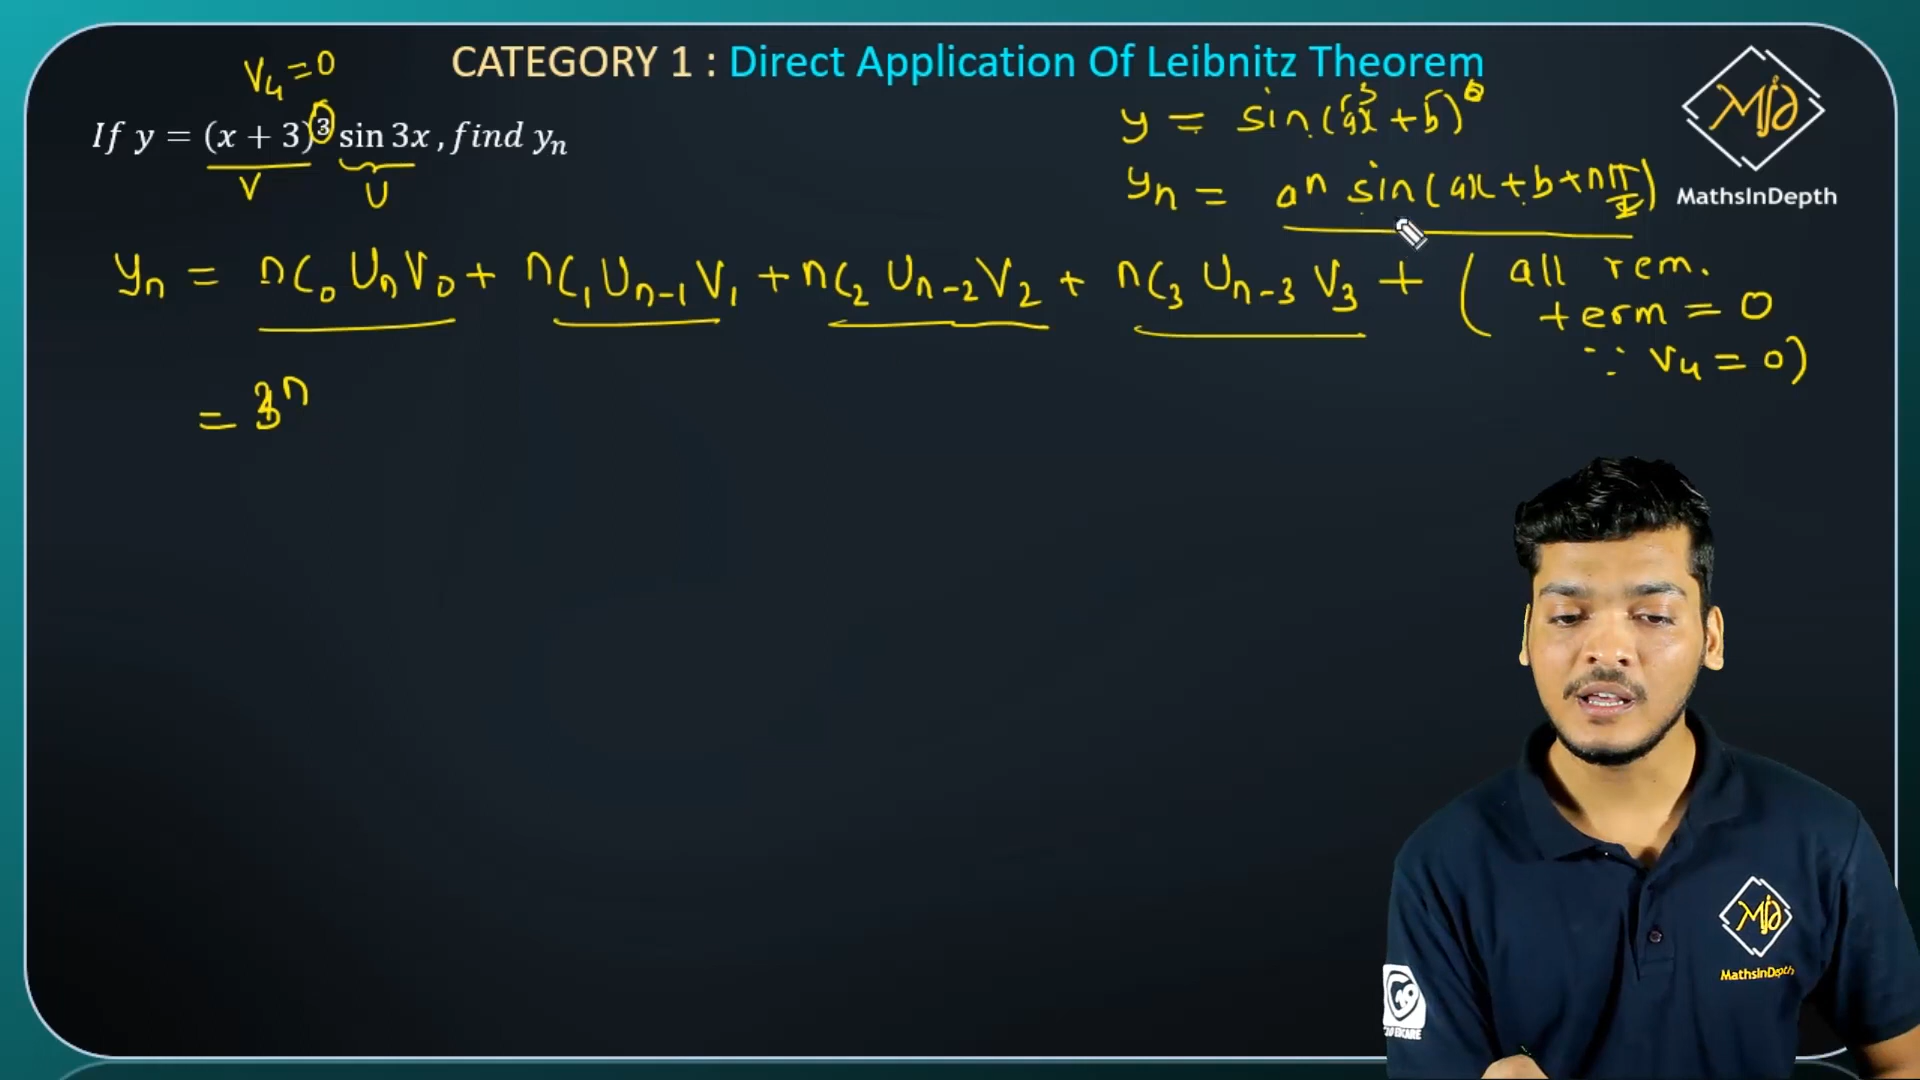 CATEGORY 1 : Direct Application Of Leibnitz Theorem
V₄ = 0
If y = (x + 3)³ sin 3x , find yₙ
V
U
y = sin(ax + b)
yₙ = aⁿ sin(ax + b + nπ/2)
MathsInDepth
yₙ = nC₀ Uₙ V₀ + nC₁ Uₙ₋₁ V₁ + nC₂ Uₙ₋₂ V₂ + nC₃ Uₙ₋₃ V₃ + ( all rem.
term = 0
∵ V₄ = 0)
= 3ⁿ
MathsInDepth